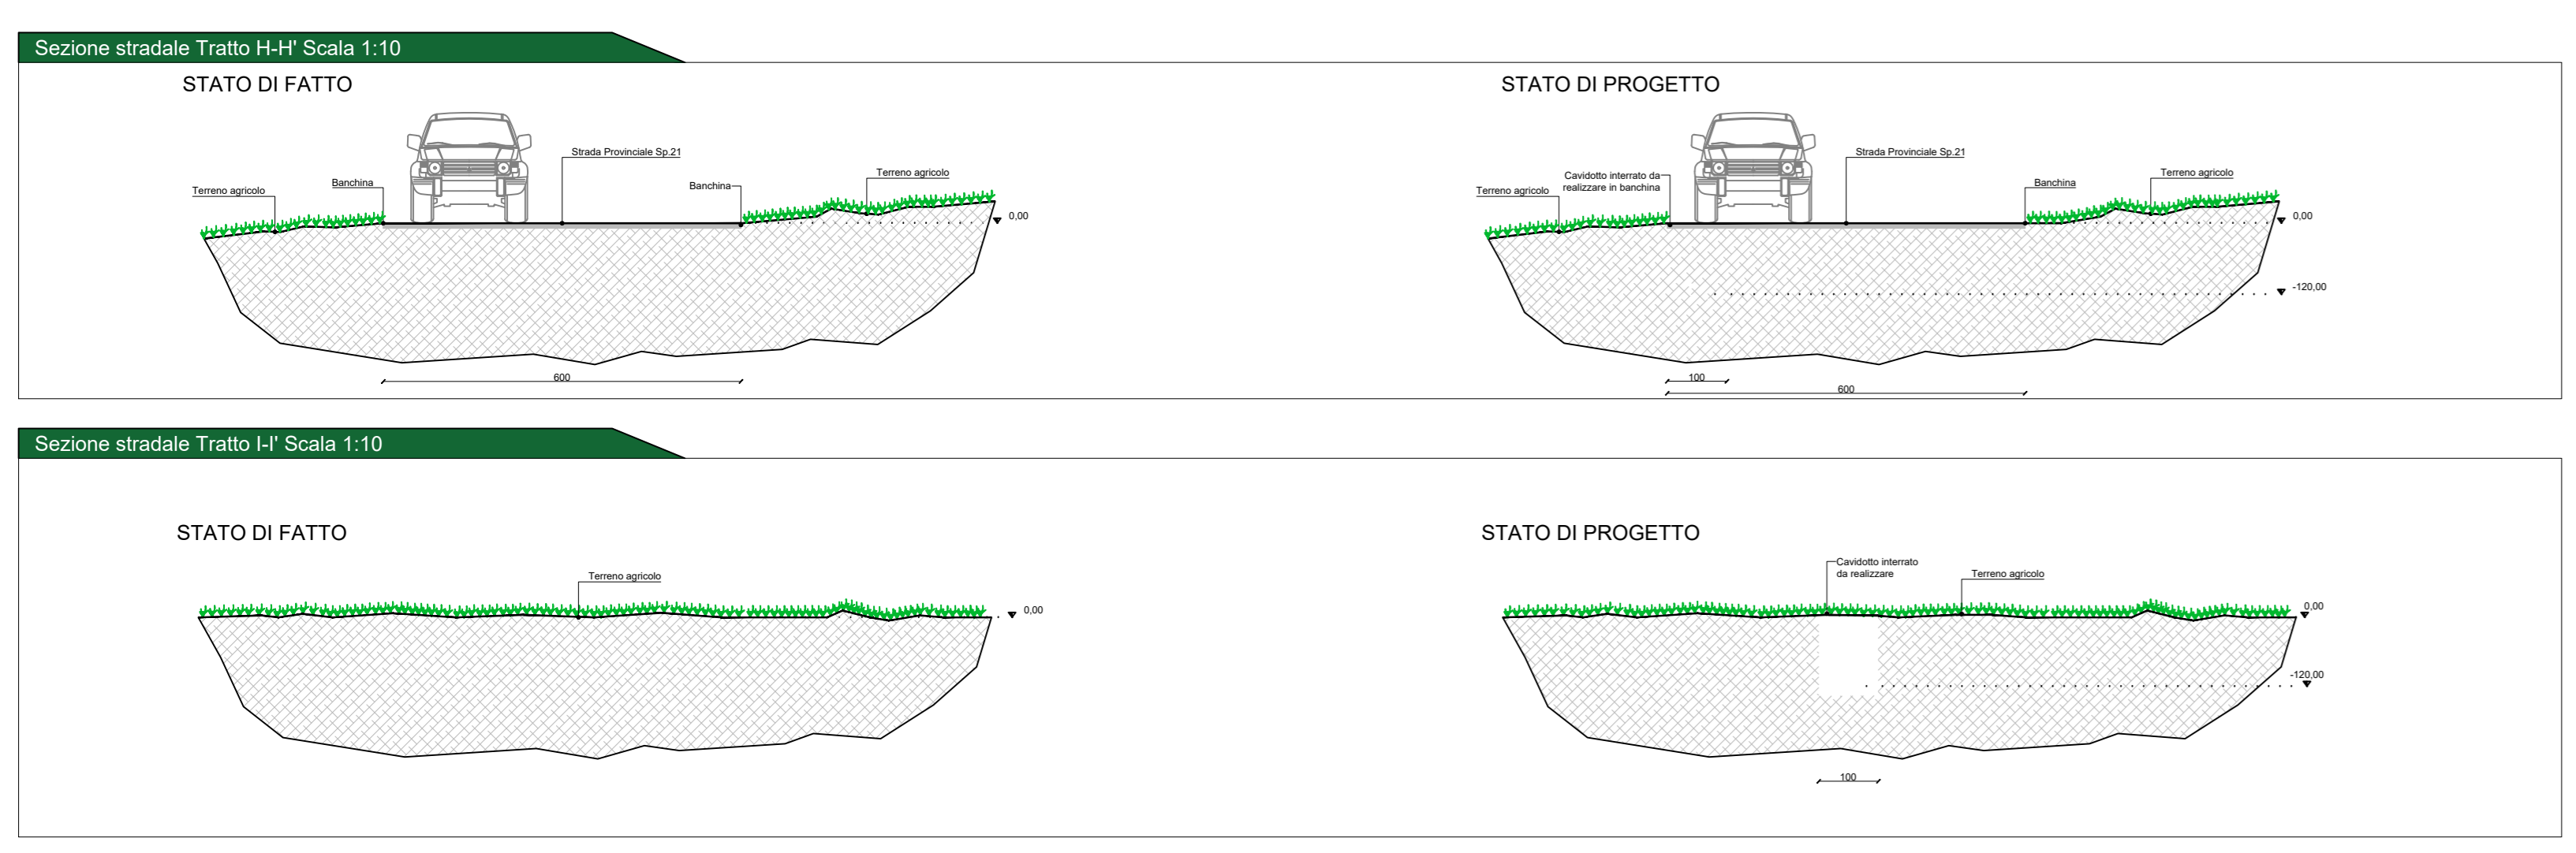 Sezione stradale Tratto H-H' Scala 1:10
STATO DI FATTO
Terreno agricolo
Banchina
Strada Provinciale Sp.21
Banchina
Terreno agricolo
0,00
600
STATO DI PROGETTO
Terreno agricolo
Cavidotto interrato da
realizzare in banchina
Strada Provinciale Sp.21
Banchina
Terreno agricolo
0,00
-120,00
100
600
Sezione stradale Tratto I-I' Scala 1:10
STATO DI FATTO
Terreno agricolo
0,00
STATO DI PROGETTO
Cavidotto interrato
da realizzare
Terreno agricolo
0,00
-120,00
100